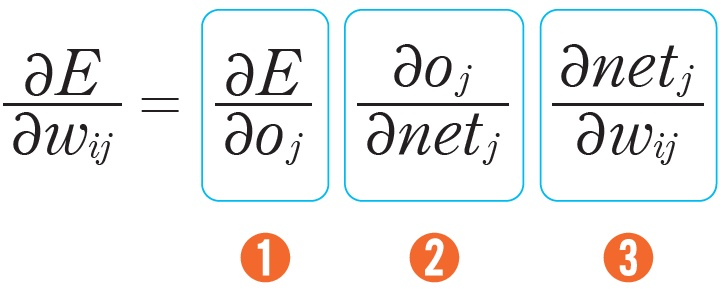 ∂E/∂w_ij = ∂E/∂o_j ∂o_j/∂net_j ∂net_j/∂w_ij
1 2 3